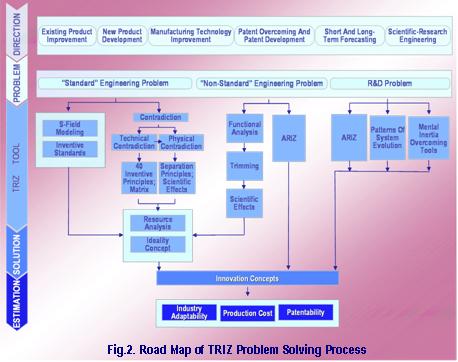 DIRECTION
Existing Product
Improvement
New Product
Development
Manufacturing Technology
Improvement
Patent Overcoming And
Patent Development
Short And Long-
Term Forecasting
Scientific-Research
Engineering
PROBLEM
"Standard" Engineering Problem
"Non-Standard" Engineering Problem
R&D Problem
TRIZ TOOL
S-Field
Modeling
Inventive
Standards
Contradiction
Technical
Contradiction
Physical
Contradiction
40
Inventive
Principles;
Matrix
Separation
Principles;
Scientific
Effects
Functional
Analysis
Trimming
Scientific
Effects
ARIZ
ARIZ
Patterns Of
System
Evolution
Mental
Inertia
Overcoming
Tools
Resource
Analysis
Ideality
Concept
SOLUTION
Innovation Concepts
ESTIMATION
Industry
Adaptability
Production Cost
Patentability
Fig.2. Road Map of TRIZ Problem Solving Process